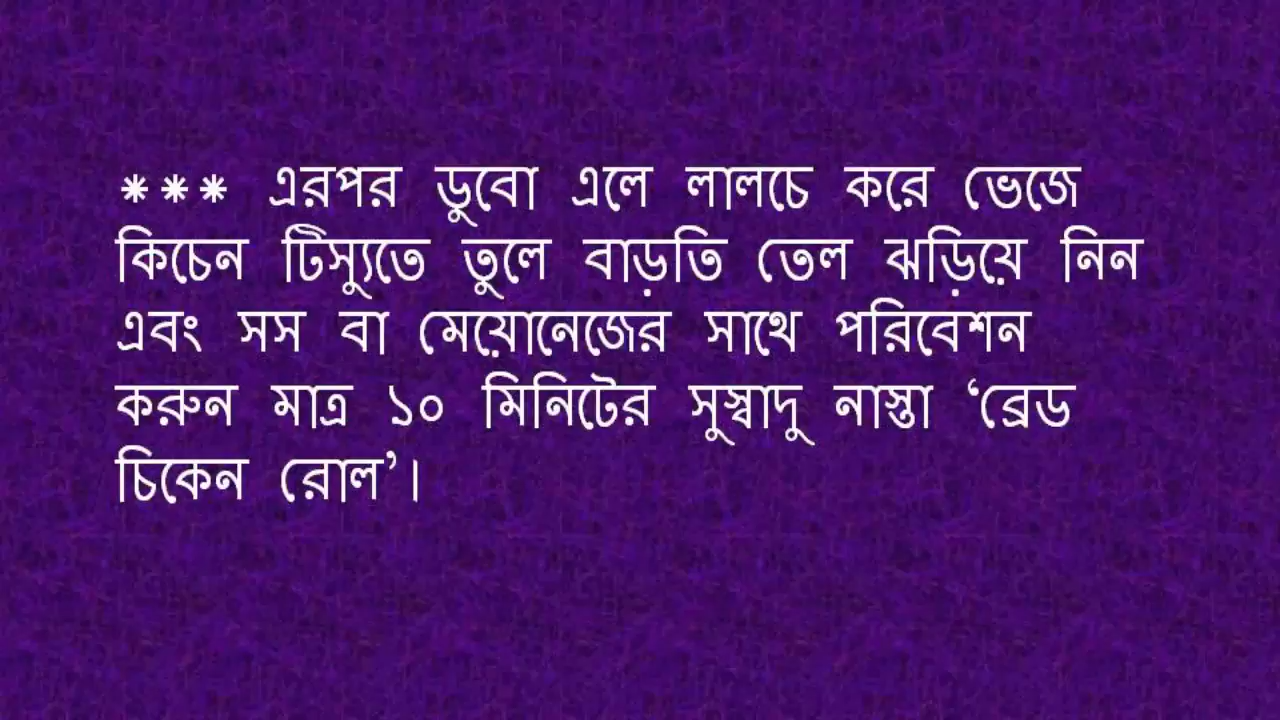 *** এরপর ডুবো এলে লালচে করে ভেজে
কিচেন টিস্যুতে তুলে বাড়তি তেল ঝড়িয়ে নিন
এবং সস বা মেয়োনেজের সাথে পরিবেশন
করুন মাত্র ১০ মিনিটের সুস্বাদু নাস্তা ‘ব্রেড
চিকেন রোল’।